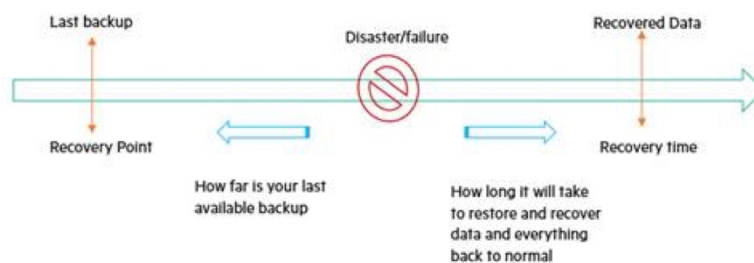 Last backup
Disaster/failure
Recovered Data
Recovery Point
Recovery time
How far is your last
available backup
How long it will take
to restore and recover
data and everything
back to normal